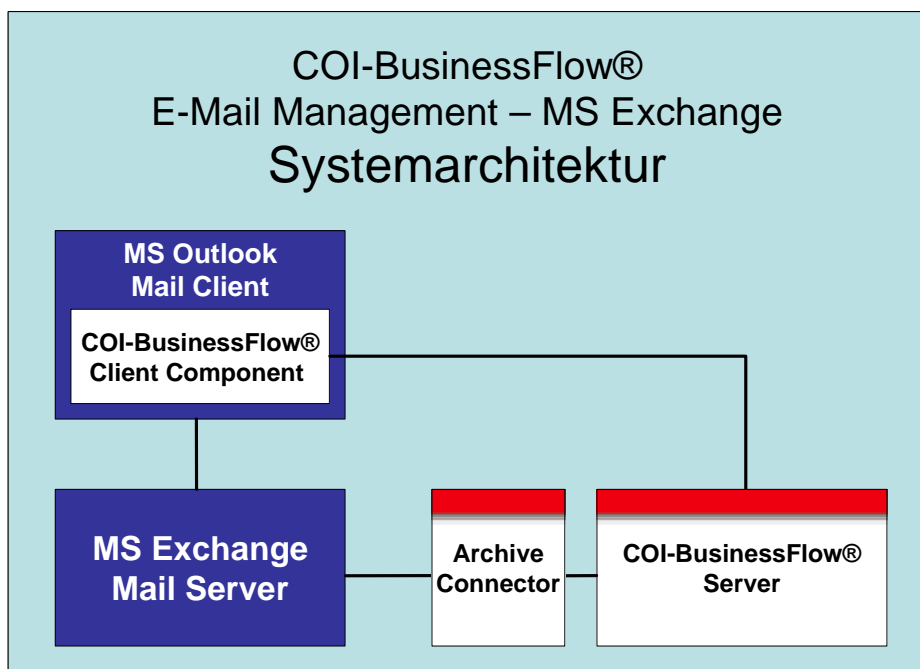 COI-BusinessFlow®
E-Mail Management – MS Exchange
Systemarchitektur
MS Outlook
Mail Client
COI-BusinessFlow®
Client Component
MS Exchange
Mail Server
Archive
Connector
COI-BusinessFlow®
Server